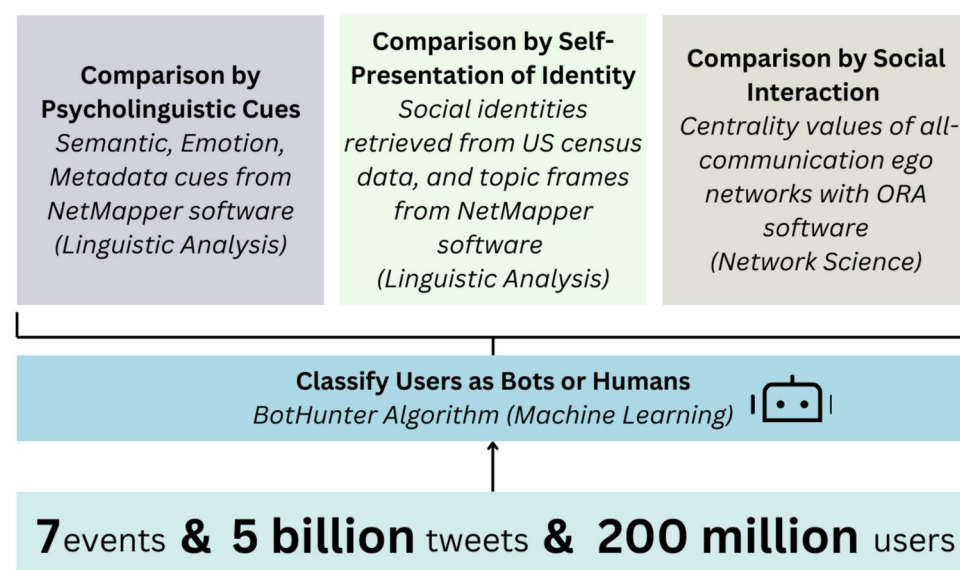 Comparison by
Psycholinguistic Cues
Semantic, Emotion,
Metadata cues from
NetMapper software
(Linguistic Analysis)
Comparison by Self-
Presentation of Identity
Social identities
retrieved from US census
data, and topic frames
from NetMapper
software
(Linguistic Analysis)
Comparison by Social
Interaction
Centrality values of all-
communication ego
networks with ORA
software
(Network Science)
Classify Users as Bots or Humans
BotHunter Algorithm (Machine Learning)
7events & 5 billion tweets & 200 million users